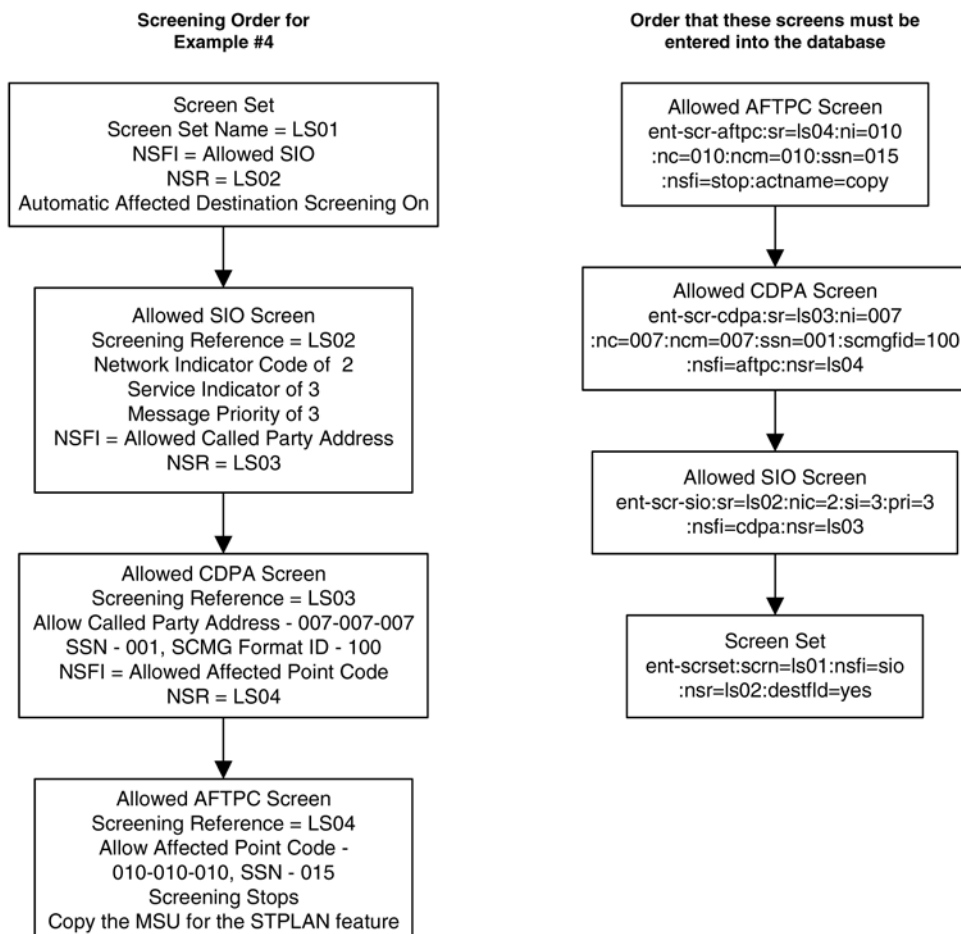 Screening Order for
Example #4
Screen Set
Screen Set Name = LS01
NSFI = Allowed SIO
NSR = LS02
Automatic Affected Destination Screening On
Allowed SIO Screen
Screening Reference = LS02
Network Indicator Code of 2
Service Indicator of 3
Message Priority of 3
NSFI = Allowed Called Party Address
NSR = LS03
Allowed CDPA Screen
Screening Reference = LS03
Allow Called Party Address - 007-007-007
SSN - 001, SCMG Format ID - 100
NSFI = Allowed Affected Point Code
NSR = LS04
Allowed AFTPC Screen
Screening Reference = LS04
Allow Affected Point Code -
010-010-010, SSN - 015
Screening Stops
Copy the MSU for the STPLAN feature
Order that these screens must be
entered into the database
Allowed AFTPC Screen
ent-scr-aftpc:sr=ls04:ni=010
:nc=010:ncm=010:ssn=015
:nsfi=stop:actname=copy
Allowed CDPA Screen
ent-scr-cdpa:sr=ls03:ni=007
:nc=007:ncm=007:ssn=001:scmgfid=100
:nsfi=aftpc:nsr=ls04
Allowed SIO Screen
ent-scr-sio:sr=ls02:nic=2:si=3:pri=3
:nsfi=cdpa:nsr=ls03
Screen Set
ent-scrset:scrn=ls01:nsfi=sio
:nsr=ls02:destfld=yes